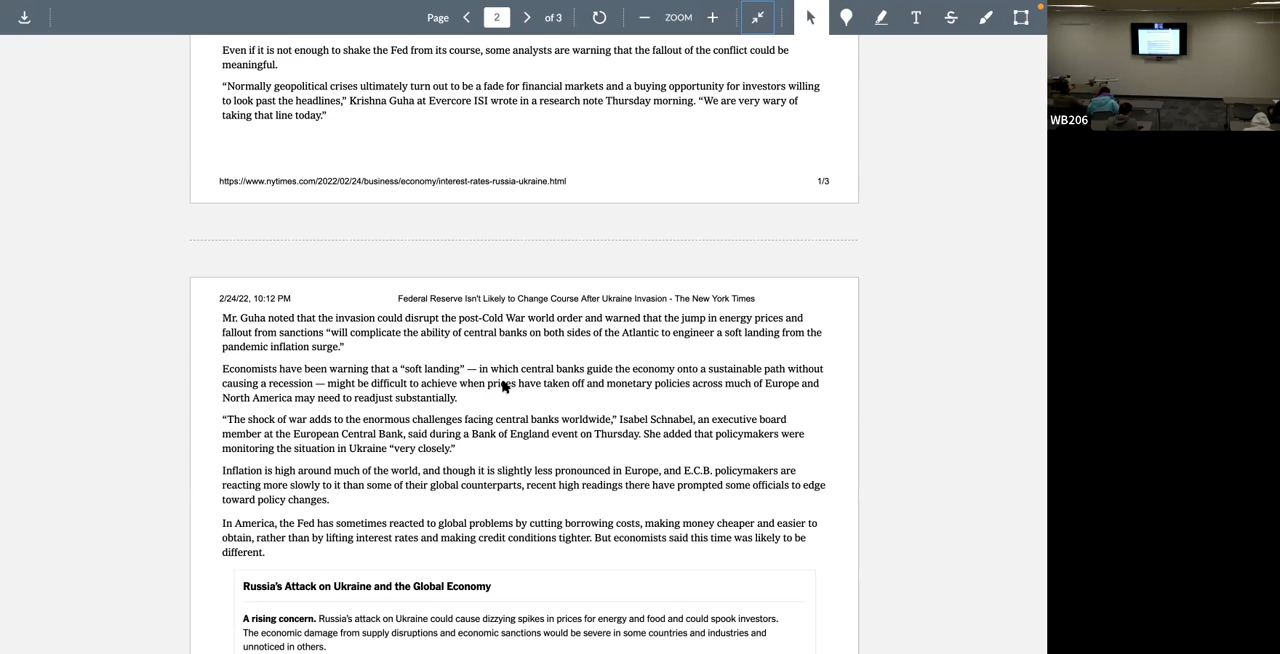 Page 2 of 3 ZOOM
Even if it is not enough to shake the Fed from its course, some analysts are warning that the fallout of the conflict could be
meaningful.
“Normally geopolitical crises ultimately turn out to be a fade for financial markets and a buying opportunity for investors willing
to look past the headlines,” Krishna Guha at Evercore ISI wrote in a research note Thursday morning. “We are very wary of
taking that line today.”
https://www.nytimes.com/2022/02/24/business/economy/interest-rates-russia-ukraine.html 1/3
2/24/22, 10:12 PM Federal Reserve Isn't Likely to Change Course After Ukraine Invasion - The New York Times
Mr. Guha noted that the invasion could disrupt the post-Cold War world order and warned that the jump in energy prices and
fallout from sanctions “will complicate the ability of central banks on both sides of the Atlantic to engineer a soft landing from the
pandemic inflation surge.”
Economists have been warning that a “soft landing” — in which central banks guide the economy onto a sustainable path without
causing a recession — might be difficult to achieve when prices have taken off and monetary policies across much of Europe and
North America may need to readjust substantially.
“The shock of war adds to the enormous challenges facing central banks worldwide,” Isabel Schnabel, an executive board
member at the European Central Bank, said during a Bank of England event on Thursday. She added that policymakers were
monitoring the situation in Ukraine “very closely.”
Inflation is high around much of the world, and though it is slightly less pronounced in Europe, and E.C.B. policymakers are
reacting more slowly to it than some of their global counterparts, recent high readings there have prompted some officials to edge
toward policy changes.
In America, the Fed has sometimes reacted to global problems by cutting borrowing costs, making money cheaper and easier to
obtain, rather than by lifting interest rates and making credit conditions tighter. But economists said this time was likely to be
different.
Russia’s Attack on Ukraine and the Global Economy
A rising concern. Russia’s attack on Ukraine could cause dizzying spikes in prices for energy and food and could spook investors.
The economic damage from supply disruptions and economic sanctions would be severe in some countries and industries and
unnoticed in others.
WB206